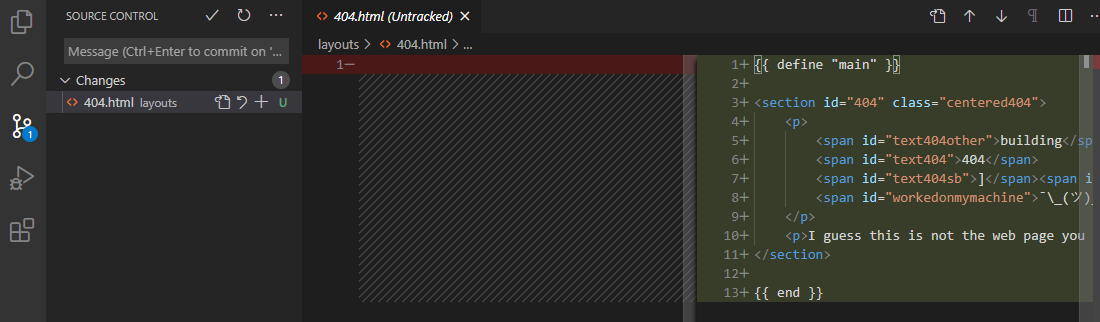 SOURCE CONTROL
Message (Ctrl+Enter to commit on '...
Changes 1
404.html layouts U
1
404.html (Untracked)
layouts > 404.html > ...
1
1+ {{ define "main" }}
2+
3+ <section id="404" class="centered404">
4+ <p>
5+ <span id="text404other">building</sp
6+ <span id="text404">404</span>
7+ <span id="text404sb">]</span><span i
8+ <span id="workedonmymachine">¯\_(ツ)_
9+ </p>
10+ <p>I guess this is not the web page you
11+ </section>
12+
13+ {{ end }}